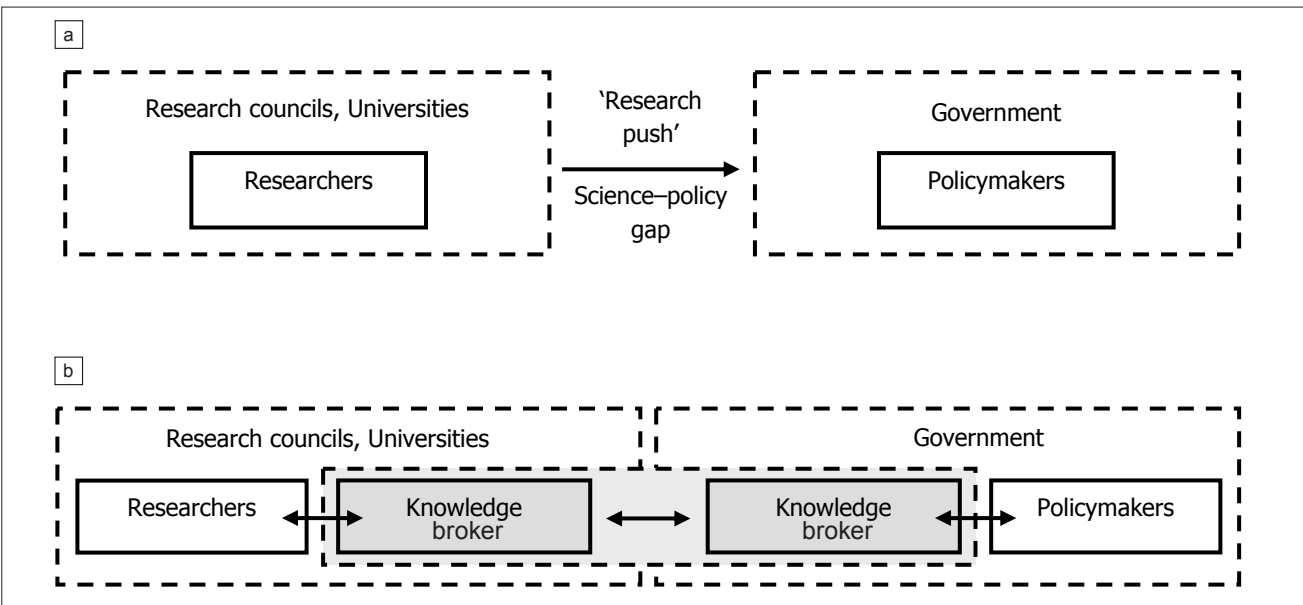 a
Research councils, Universities
Researchers
‘Research
push’
Science–policy
gap
Government
Policymakers
b
Research councils, Universities
Government
Researchers
Knowledge
broker
Knowledge
broker
Policymakers